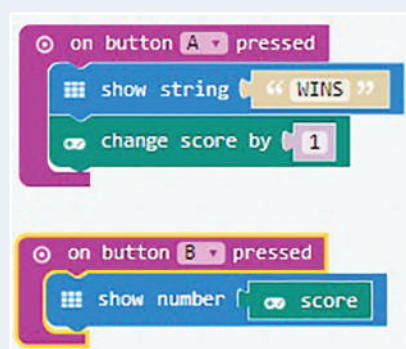 on button A pressed
show string “ WINS ”
change score by 1
on button B pressed
show number score